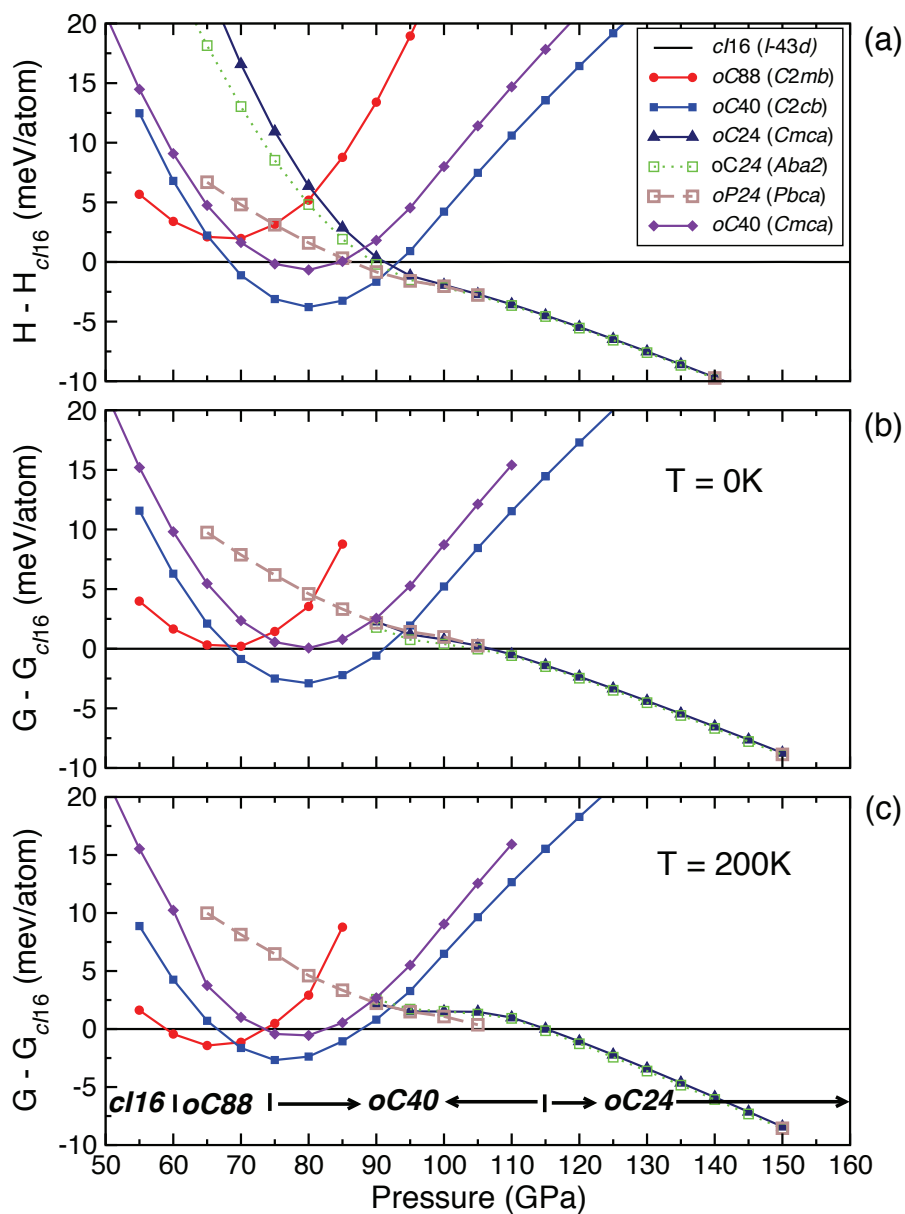 (a)
H - H_cI16 (meV/atom)
20
15
10
5
0
-5
-10
cI16 (I-43d)
oC88 (C2mb)
oC40 (C2cb)
oC24 (Cmca)
oC24 (Aba2)
oP24 (Pbca)
oC40 (Cmca)
(b)
G - G_cI16 (meV/atom)
20
15
10
5
0
-5
-10
T = 0K
(c)
G - G_cI16 (mev/atom)
20
15
10
5
0
-5
-10
T = 200K
cI16 oC88 oC40 oC24
50 60 70 80 90 100 110 120 130 140 150 160
Pressure (GPa)